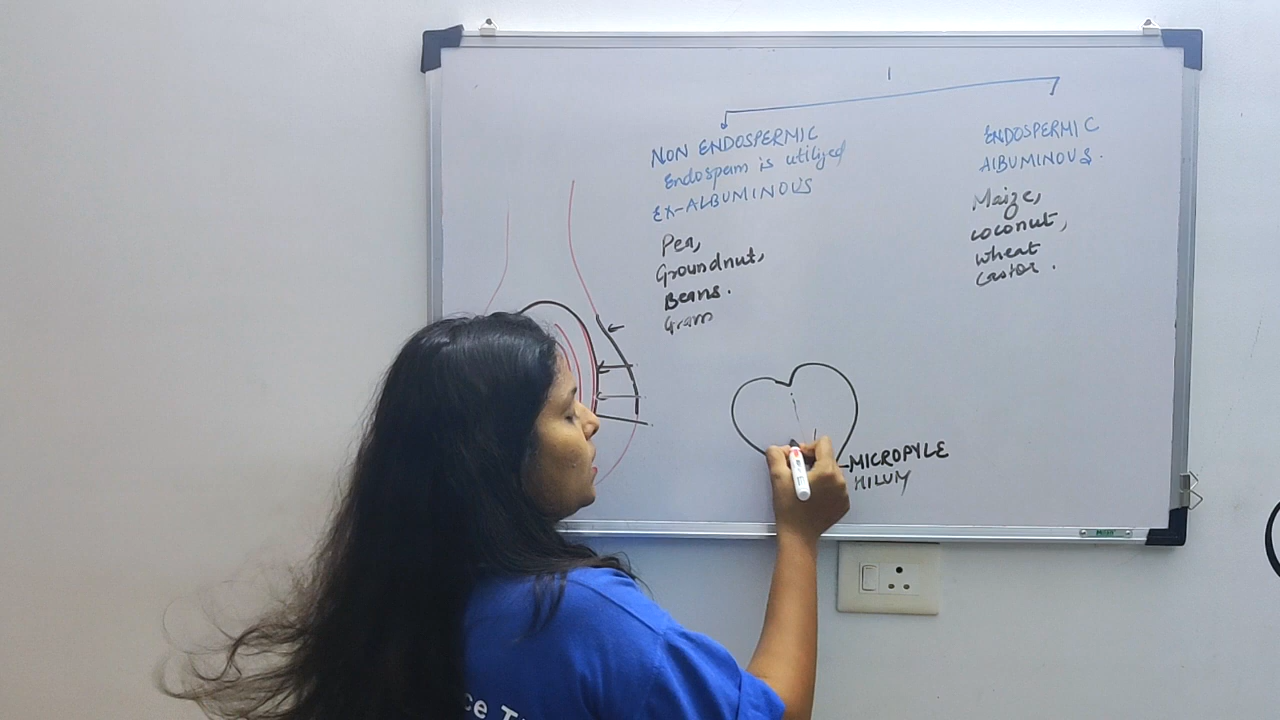 NON ENDOSPERMIC
Endosperm is utilized
EX-ALBUMINOUS
Pea,
Groundnut,
Beans.
Gram
ENDOSPERMIC
AlBUMINOUS.
Maize,
coconut,
wheat
castor.
MICROPYLE
HILUM